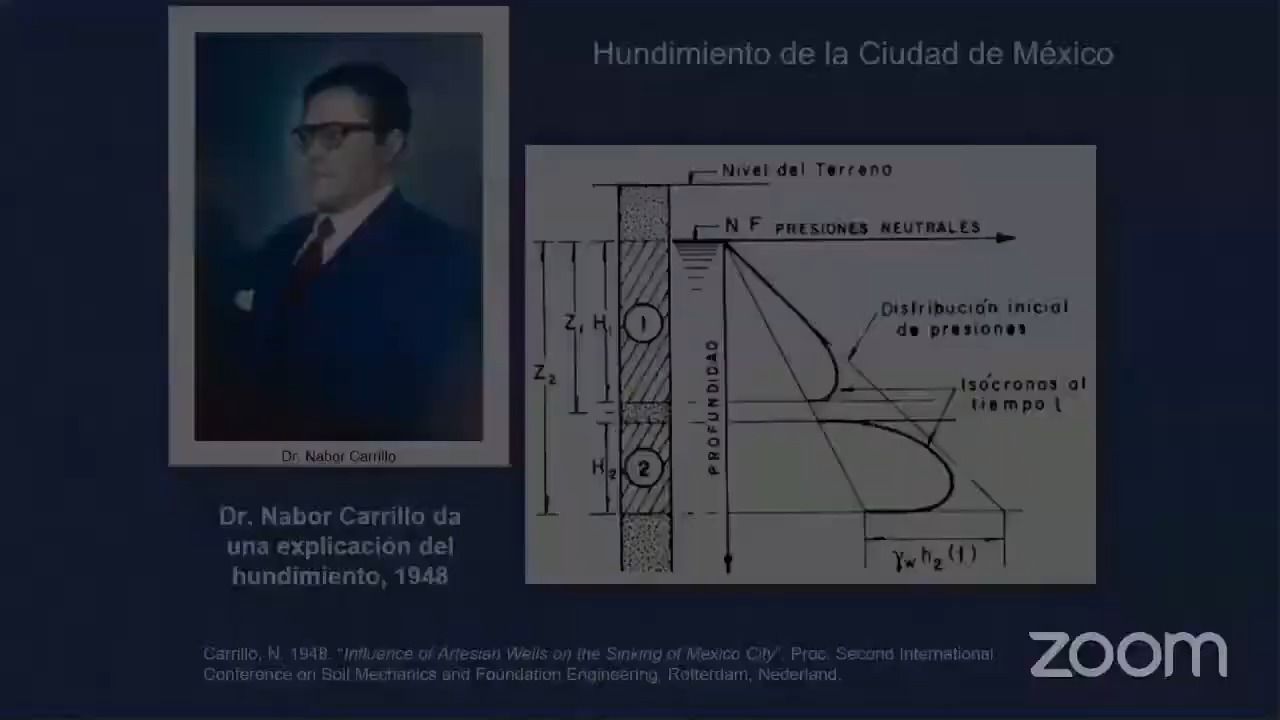 Hundimiento de la Ciudad de México
Dr. Nabor Carrillo
Dr. Nabor Carrillo da
una explicación del
hundimiento, 1948
Nivel del Terreno
N F PRESIONES NEUTRALES
Distribución inicial
de presiones
Isócronas al
tiempo t
PROFUNDIDAD
Z₁ H₁ 1
Z₂
H₂ 2
γw h₂(t)
Carrillo, N. 1948. "Influence of Artesian Wells on the Sinking of Mexico City". Proc. Second International
Conference on Soil Mechanics and Foundation Engineering, Rotterdam, Nederland.
zoom